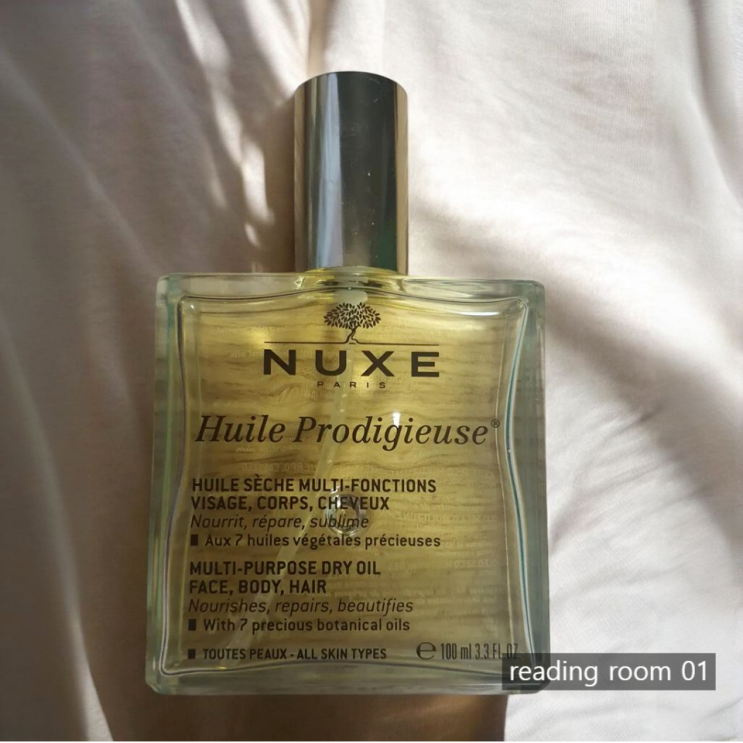 NUXE
PARIS
Huile Prodigieuse®
HUILE SÈCHE MULTI-FONCTIONS
VISAGE, CORPS, CHEVEUX
Nourrit, répare, sublime
■ Aux 7 huiles végétales précieuses
MULTI-PURPOSE DRY OIL
FACE, BODY, HAIR
Nourishes, repairs, beautifies
■ With 7 precious botanical oils
■ TOUTES PEAUX - ALL SKIN TYPES ℮ 100 ml 3.3 FL.OZ.
reading room 01